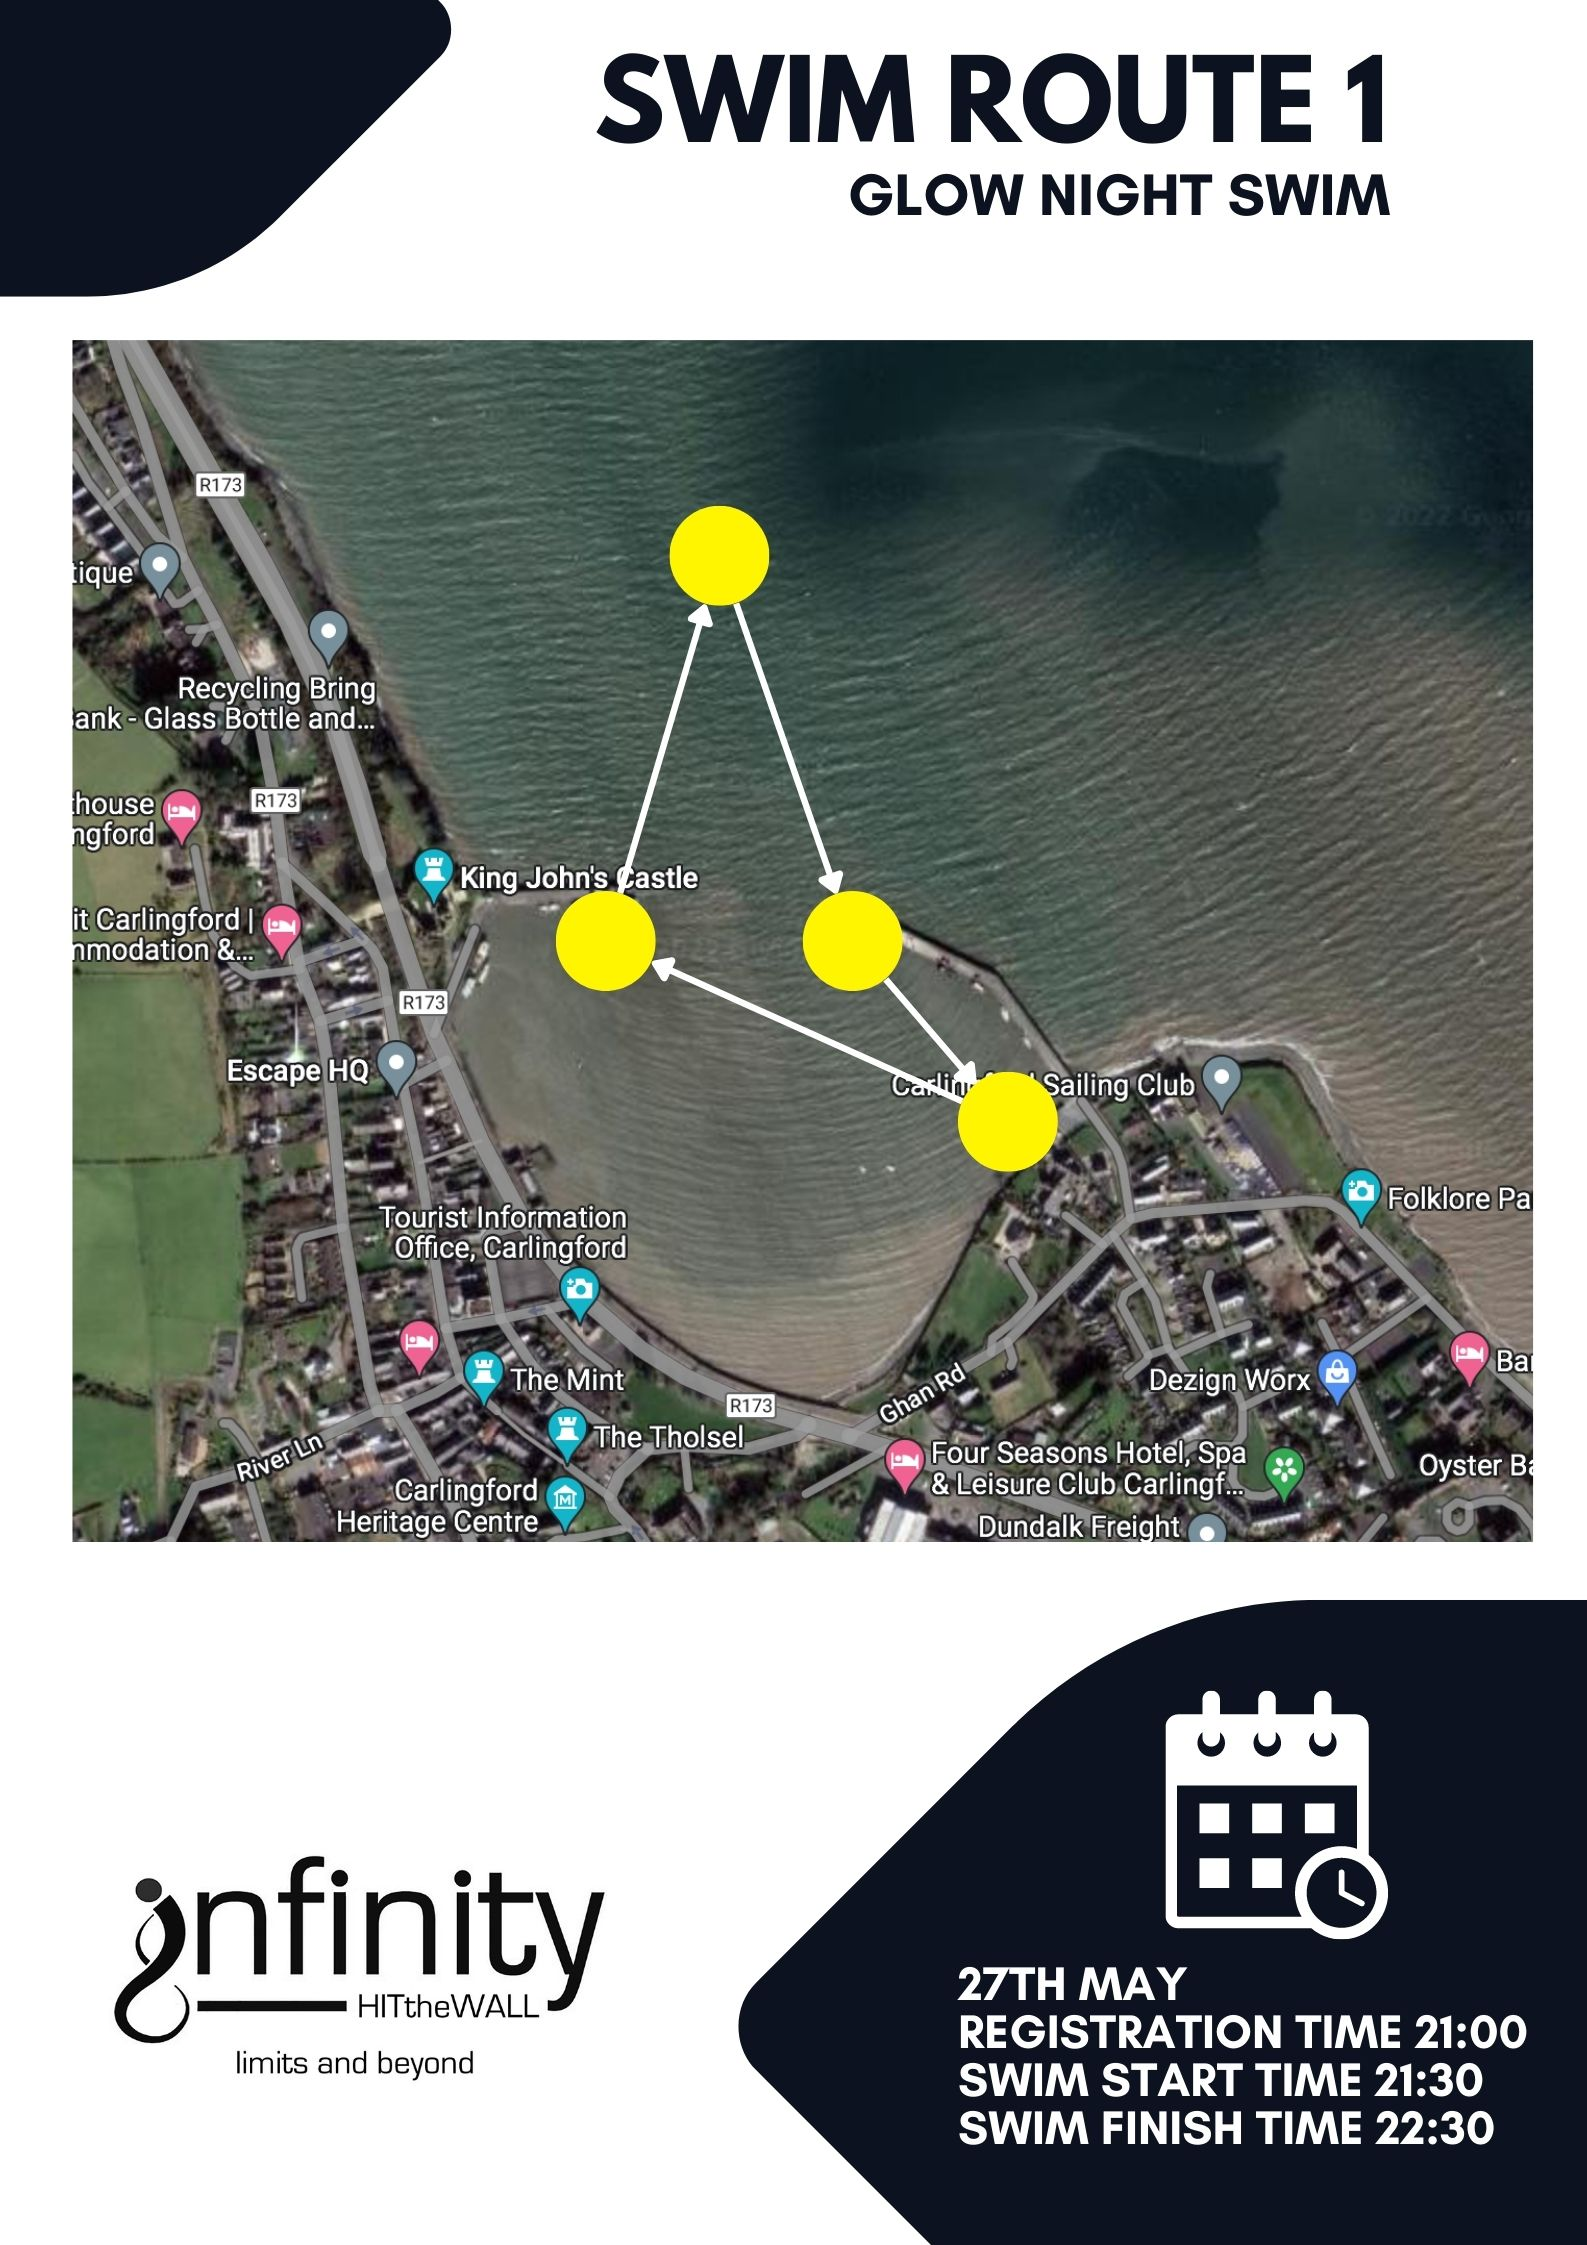 SWIM ROUTE 1
GLOW NIGHT SWIM
R173
tique
Recycling Bring
ank - Glass Bottle and...
R173
thouse
ngford
King John's Castle
it Carlingford |
nmodation &...
R173
Escape HQ
Sailing Club
Folklore Pa
Tourist Information
Office, Carlingford
The Mint
Dezign Worx
Bar
R173
Ghan Rd
The Tholsel
River Ln
Four Seasons Hotel, Spa
& Leisure Club Carlingf...
Oyster Ba
Carlingford
Heritage Centre
Dundalk Freight
infinity
HITtheWALL
limits and beyond
27TH MAY
REGISTRATION TIME 21:00
SWIM START TIME 21:30
SWIM FINISH TIME 22:30